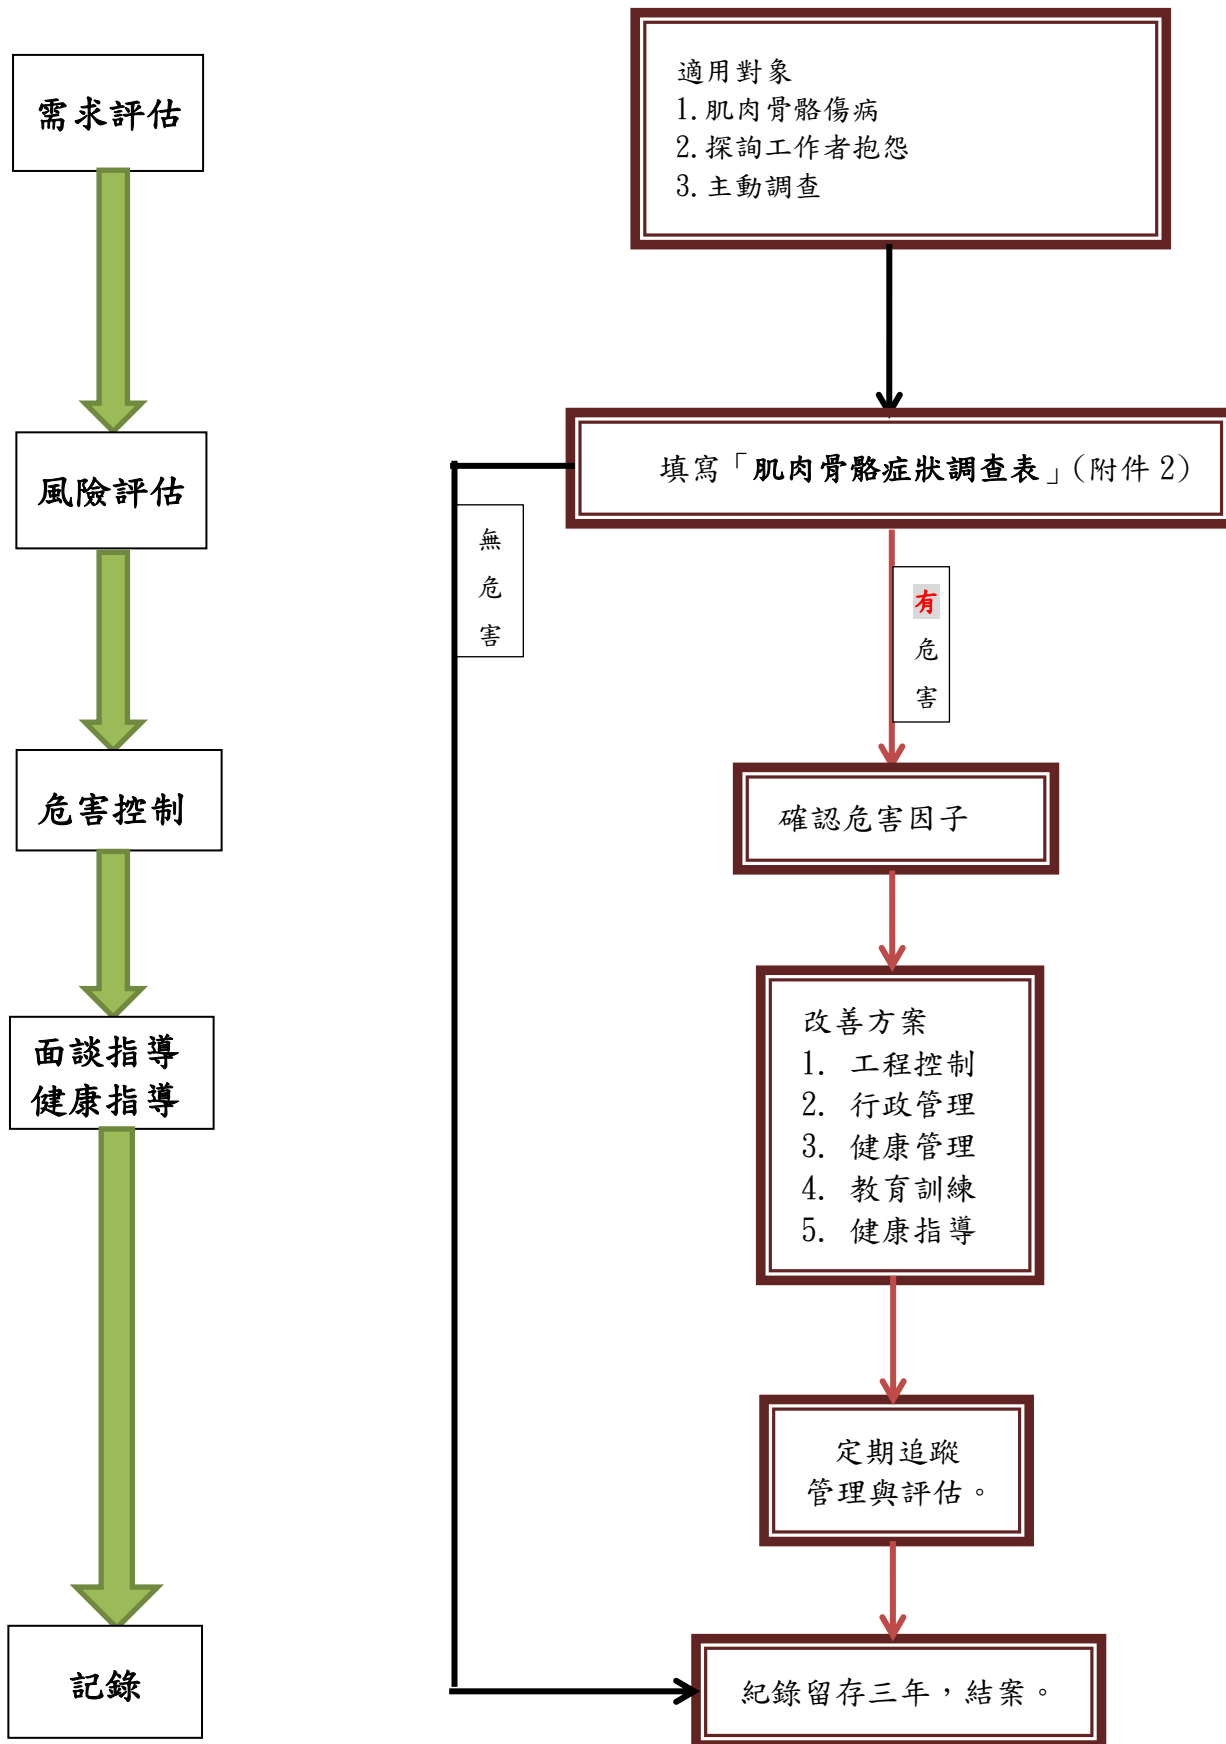 需求評估
適用對象
1.肌肉骨骼傷病
2.探詢工作者抱怨
3.主動調查
風險評估
填寫「肌肉骨骼症狀調查表」(附件 2)
無
危
害
有
危
害
危害控制
確認危害因子
面談指導
健康指導
改善方案
1. 工程控制
2. 行政管理
3. 健康管理
4. 教育訓練
5. 健康指導
定期追蹤
管理與評估。
記錄
紀錄留存三年，結案。